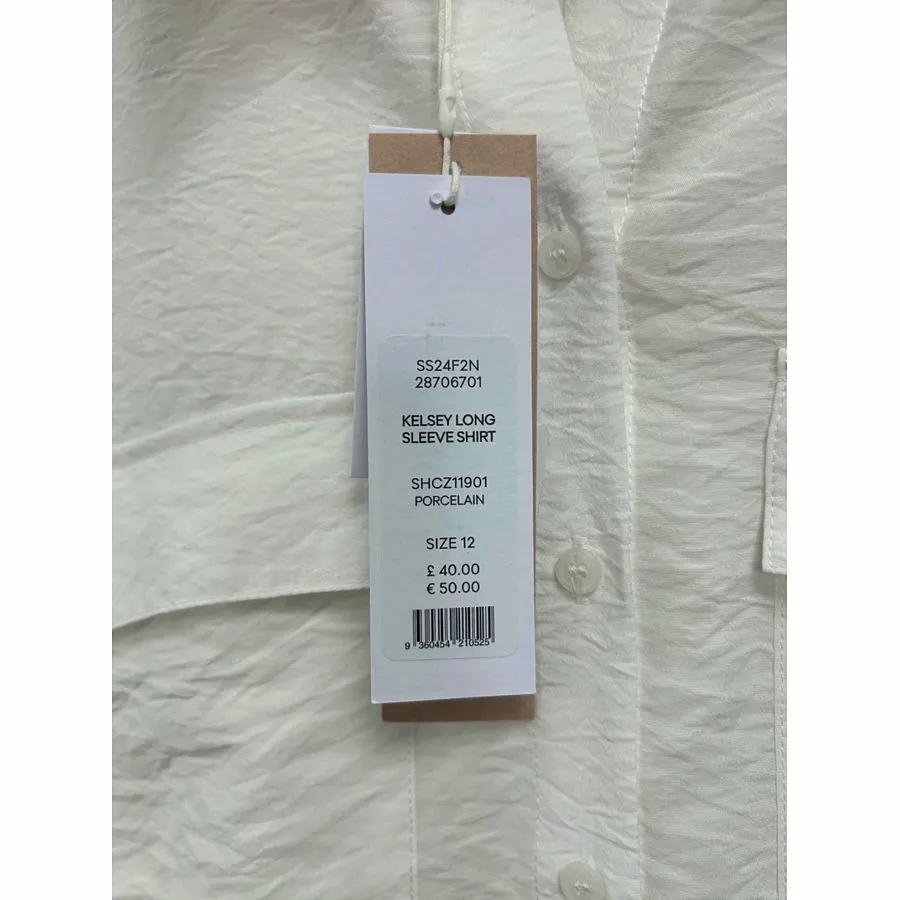 SS24F2N
28706701
KELSEY LONG
SLEEVE SHIRT
SHCZ11901
PORCELAIN
SIZE 12
£ 40.00
€ 50.00
9 360454 210525